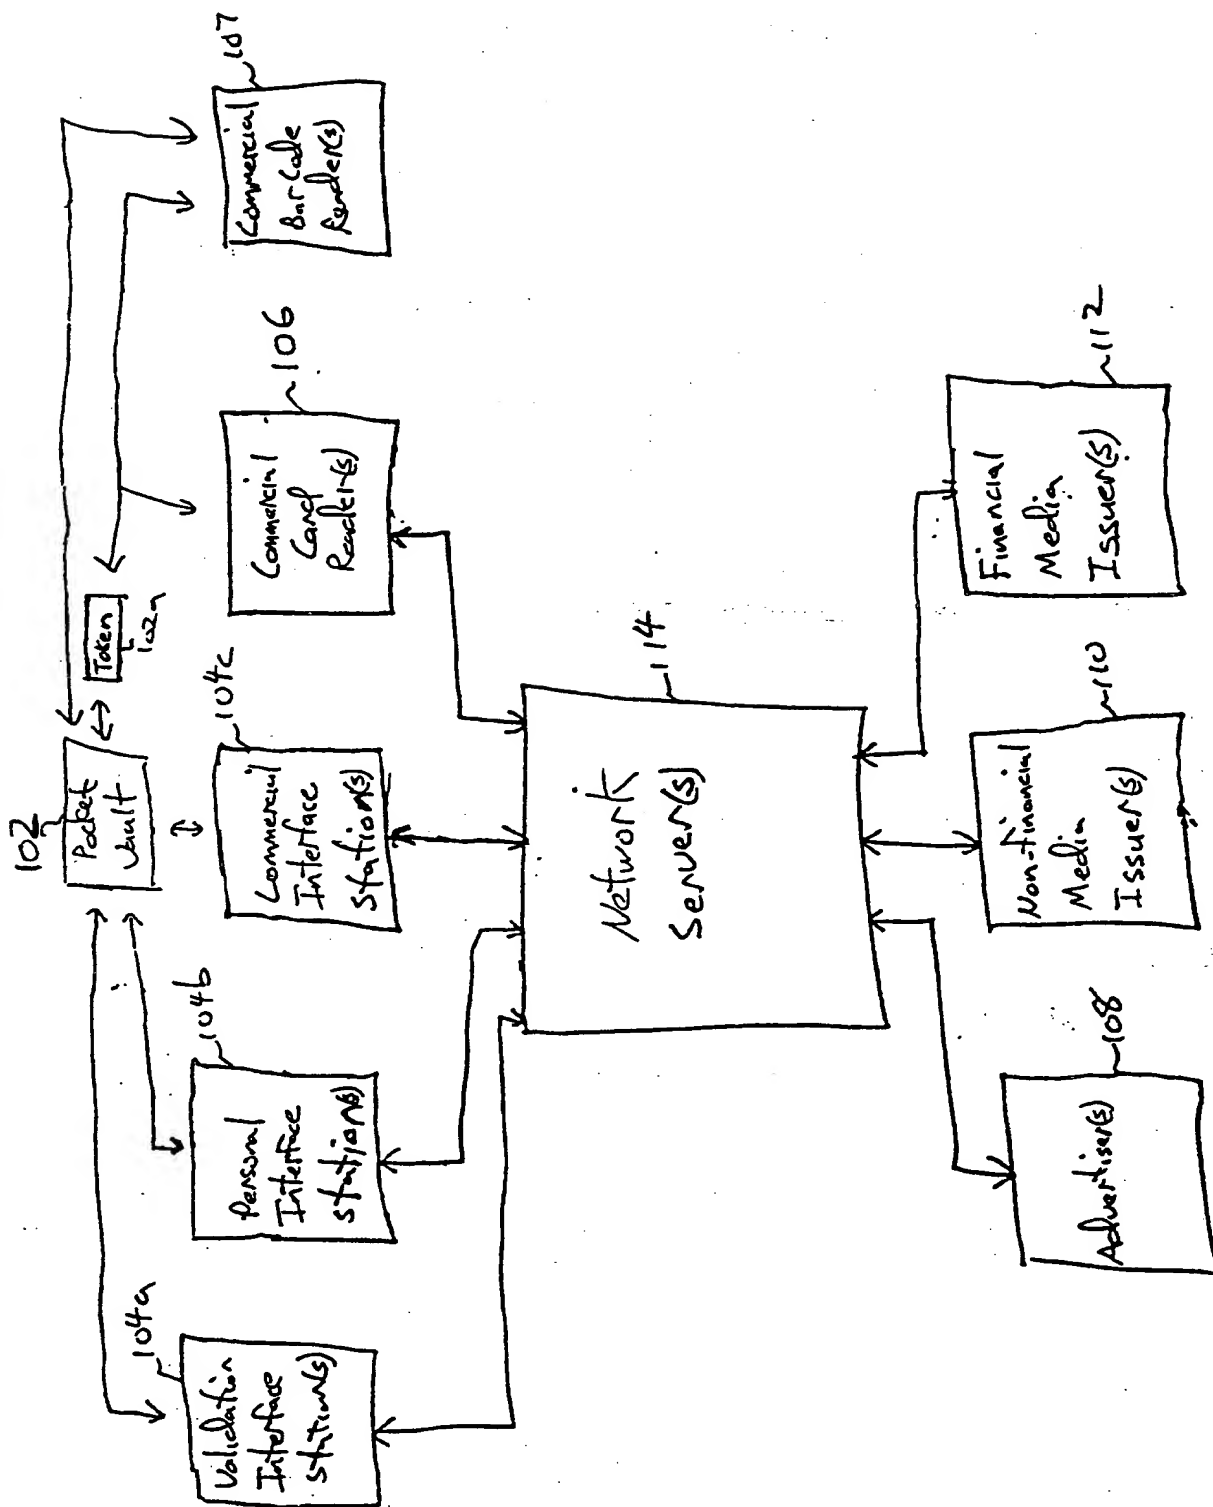 102
Pocket
Vault
Token
102a
104a
Validation
Interface
Station(s)
104b
Personal
Interface
Station(s)
104c
Commercial
Interface
Station(s)
106
Commercial
Card
Reader(s)
107
Commercial
Bar-Code
Reader(s)
114
Network
Server(s)
108
Advertiser(s)
110
Non-Financial
Media
Issuer(s)
112
Financial
Media
Issuer(s)